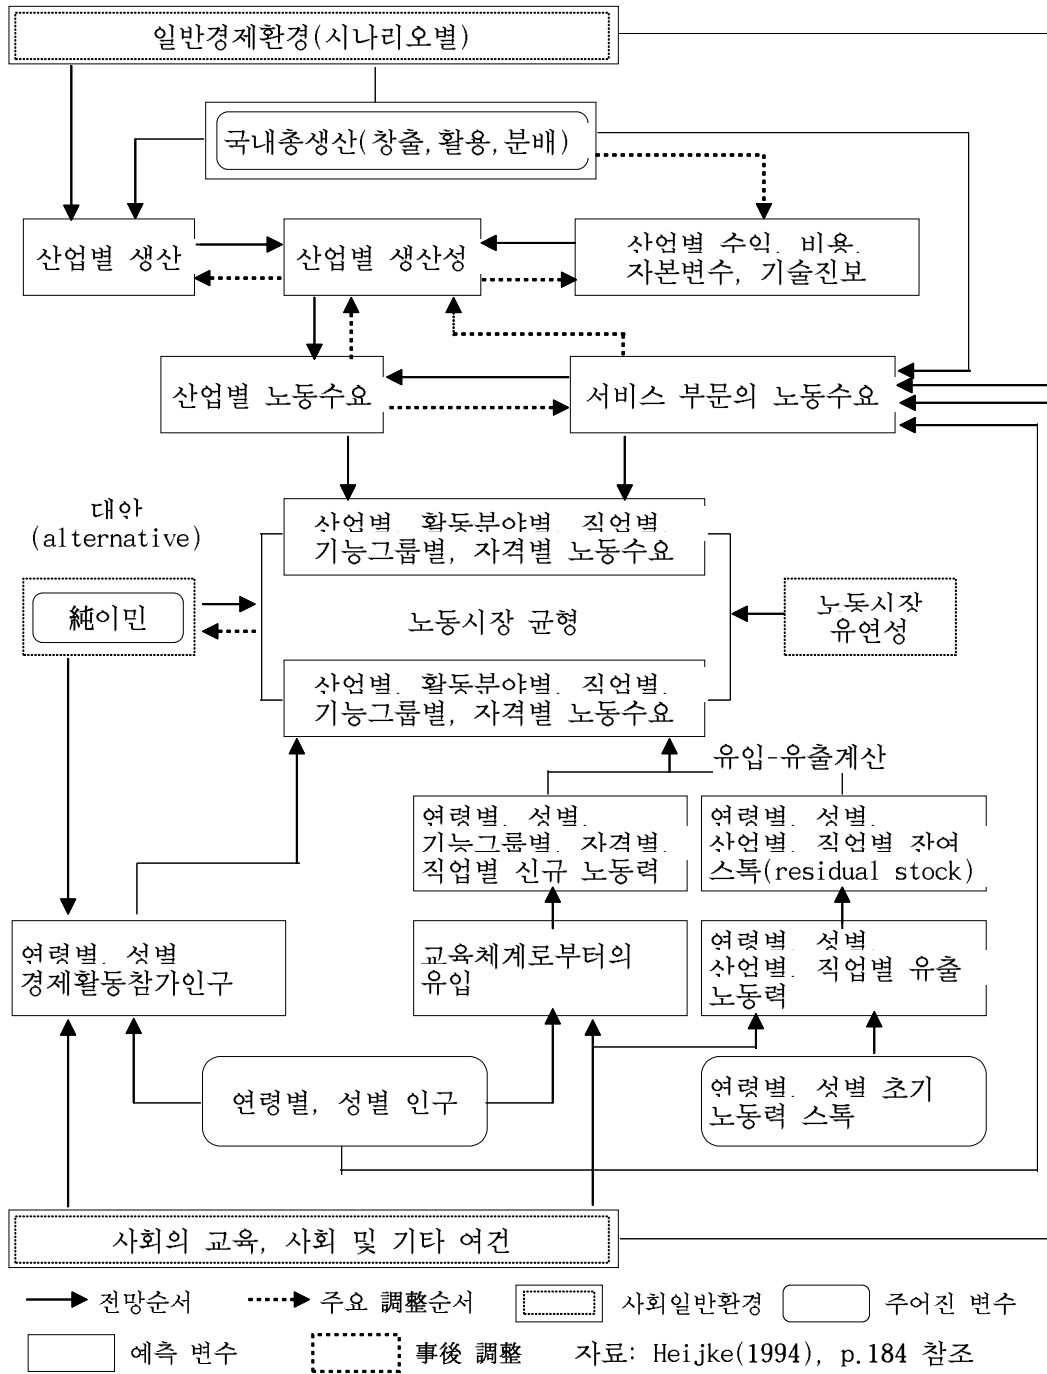 일반경제환경(시나리오별)
국내총생산(창출,활용,분배)
산업별 생산
산업별 생산성
산업별 수익, 비용,
자본변수, 기술진보
산업별 노동수요
서비스 부문의 노동수요
대안
(alternative)
산업별, 활동분야별, 직업별,
기능그룹별, 자격별 노동수요
純이민
노동시장 균형
노동시장
유연성
산업별, 활동분야별, 직업별,
기능그룹별, 자격별 노동수요
유입-유출계산
연령별, 성별,
기능그룹별, 자격별,
직업별 신규 노동력
연령별, 성별,
산업별, 직업별 잔여
스톡(residual stock)
연령별, 성별
경제활동참가인구
교육체계로부터의
유입
연령별, 성별,
산업별, 직업별 유출
노동력
연령별, 성별 인구
연령별, 성별 초기
노동력 스톡
사회의 교육, 사회 및 기타 여건
전망순서
주요 調整순서
사회일반환경
주어진 변수
예측 변수
事後 調整
자료: Heijke(1994), p.184 참조